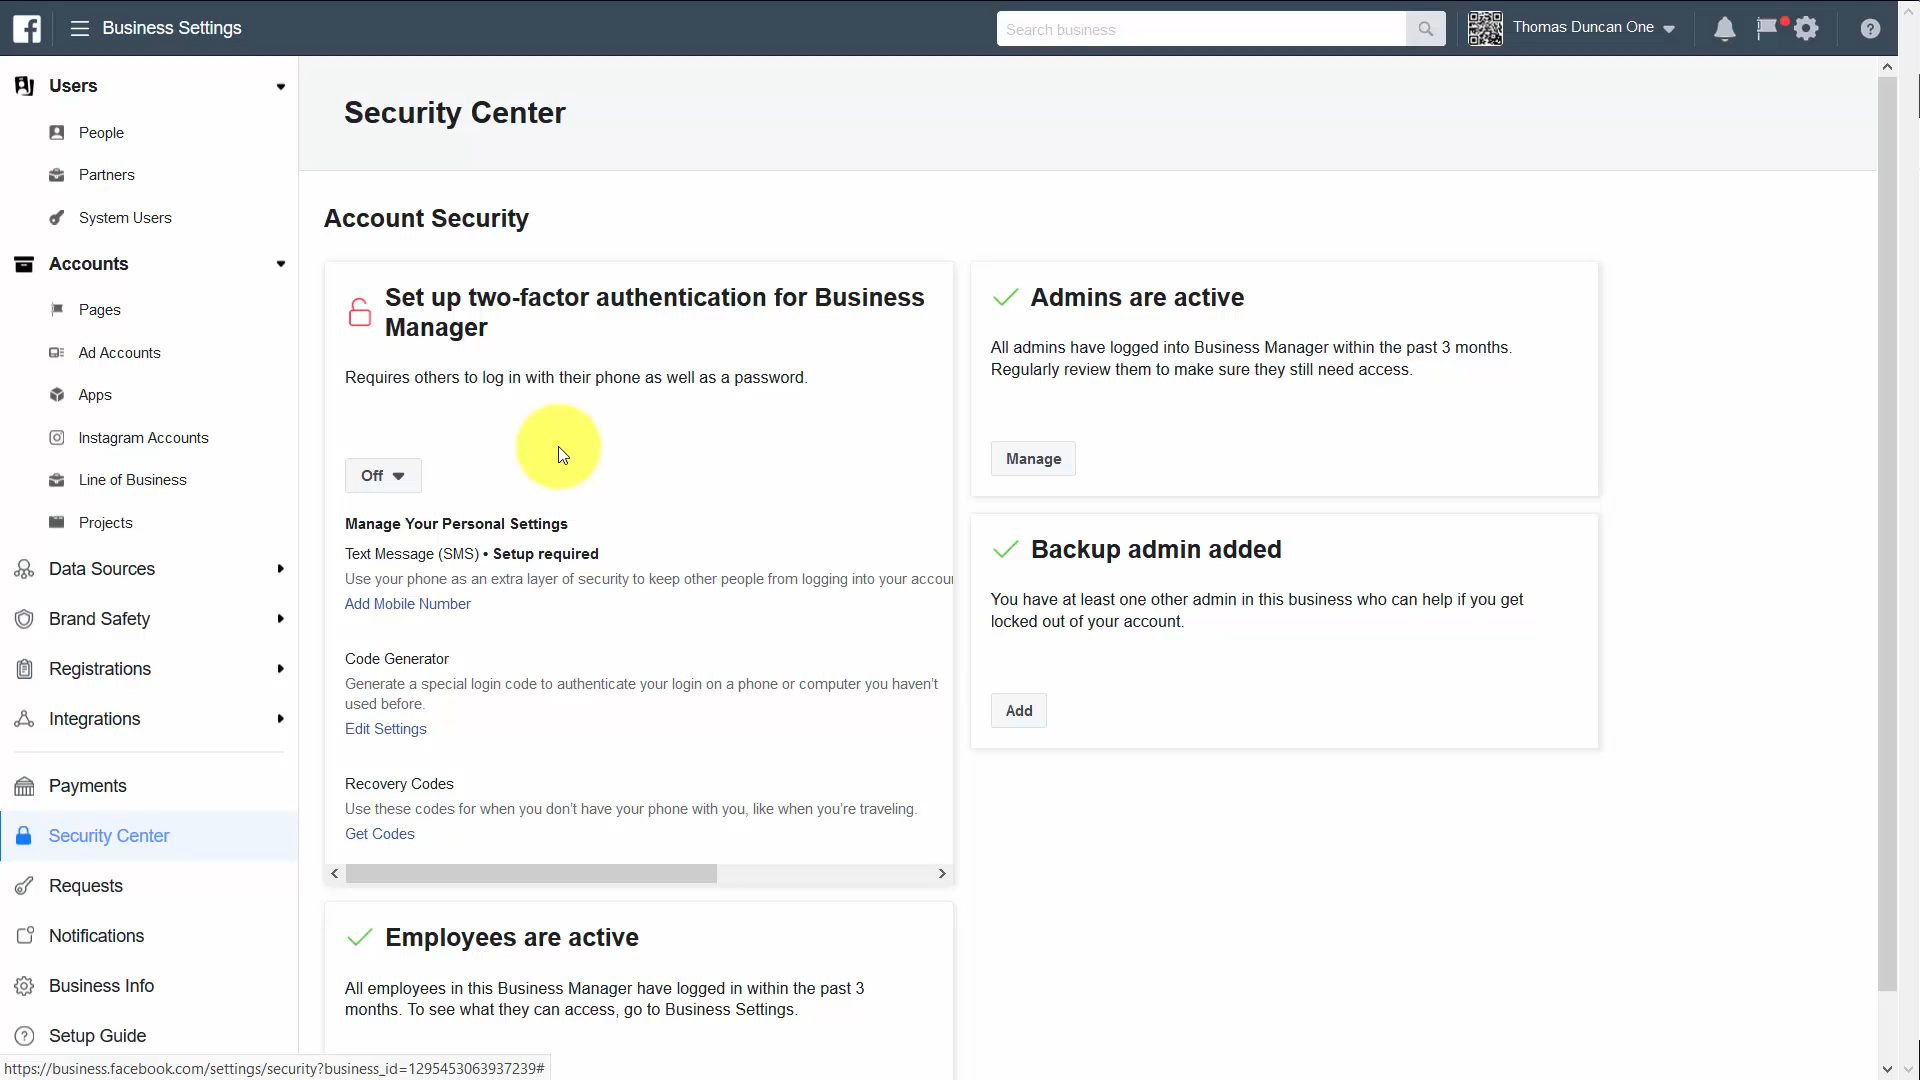 Business Settings
Search business
Thomas Duncan One
Users
People
Partners
System Users
Accounts
Pages
Ad Accounts
Apps
Instagram Accounts
Line of Business
Projects
Data Sources
Brand Safety
Registrations
Integrations
Payments
Security Center
Requests
Notifications
Business Info
Setup Guide
https://business.facebook.com/settings/security?business_id=1295453063937239#
Security Center
Account Security
Set up two-factor authentication for Business
Manager
Requires others to log in with their phone as well as a password.
Off
Manage Your Personal Settings
Text Message (SMS) • Setup required
Use your phone as an extra layer of security to keep other people from logging into your accou
Add Mobile Number
Code Generator
Generate a special login code to authenticate your login on a phone or computer you haven't
used before.
Edit Settings
Recovery Codes
Use these codes for when you don't have your phone with you, like when you're traveling.
Get Codes
Employees are active
All employees in this Business Manager have logged in within the past 3
months. To see what they can access, go to Business Settings.
Admins are active
All admins have logged into Business Manager within the past 3 months.
Regularly review them to make sure they still need access.
Manage
Backup admin added
You have at least one other admin in this business who can help if you get
locked out of your account.
Add